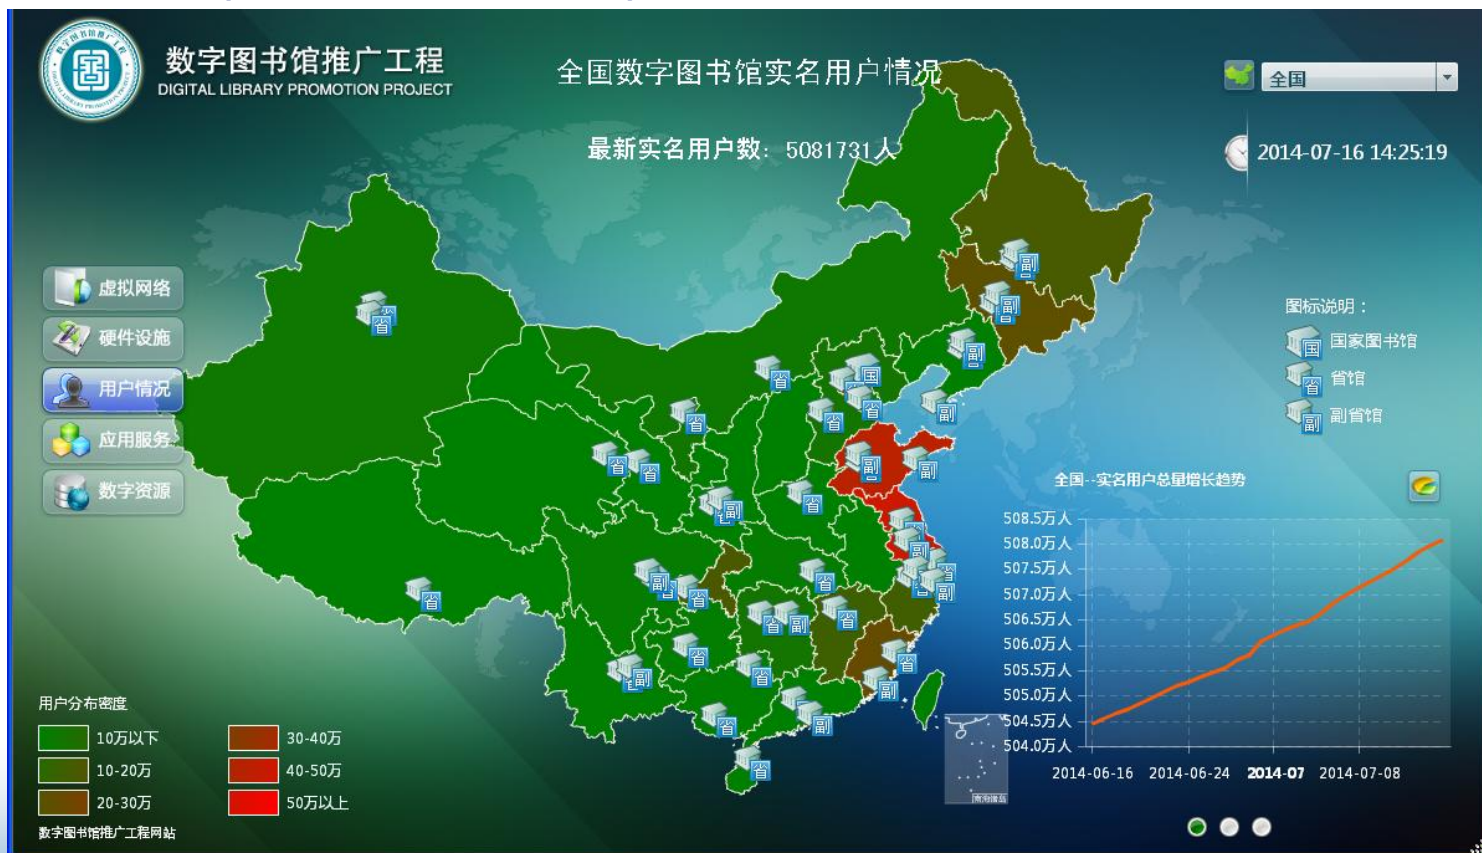 数字图书馆推广工程
DIGITAL LIBRARY PROMOTION PROJECT
全国数字图书馆实名用户情况
最新实名用户数: 5081731人
全国
2014-07-16 14:25:19
虚拟网络
硬件设施
用户情况
应用服务
数字资源
图标说明：
国 国家图书馆
省 省馆
副 副省馆
全国--实名用户总量增长趋势
508.5万人
508.0万人
507.5万人
507.0万人
506.5万人
506.0万人
505.5万人
505.0万人
504.5万人
504.0万人
2014-06-16 2014-06-24 2014-07 2014-07-08
南海诸岛
用户分布密度
10万以下
10-20万
20-30万
30-40万
40-50万
50万以上
数字图书馆推广工程网站